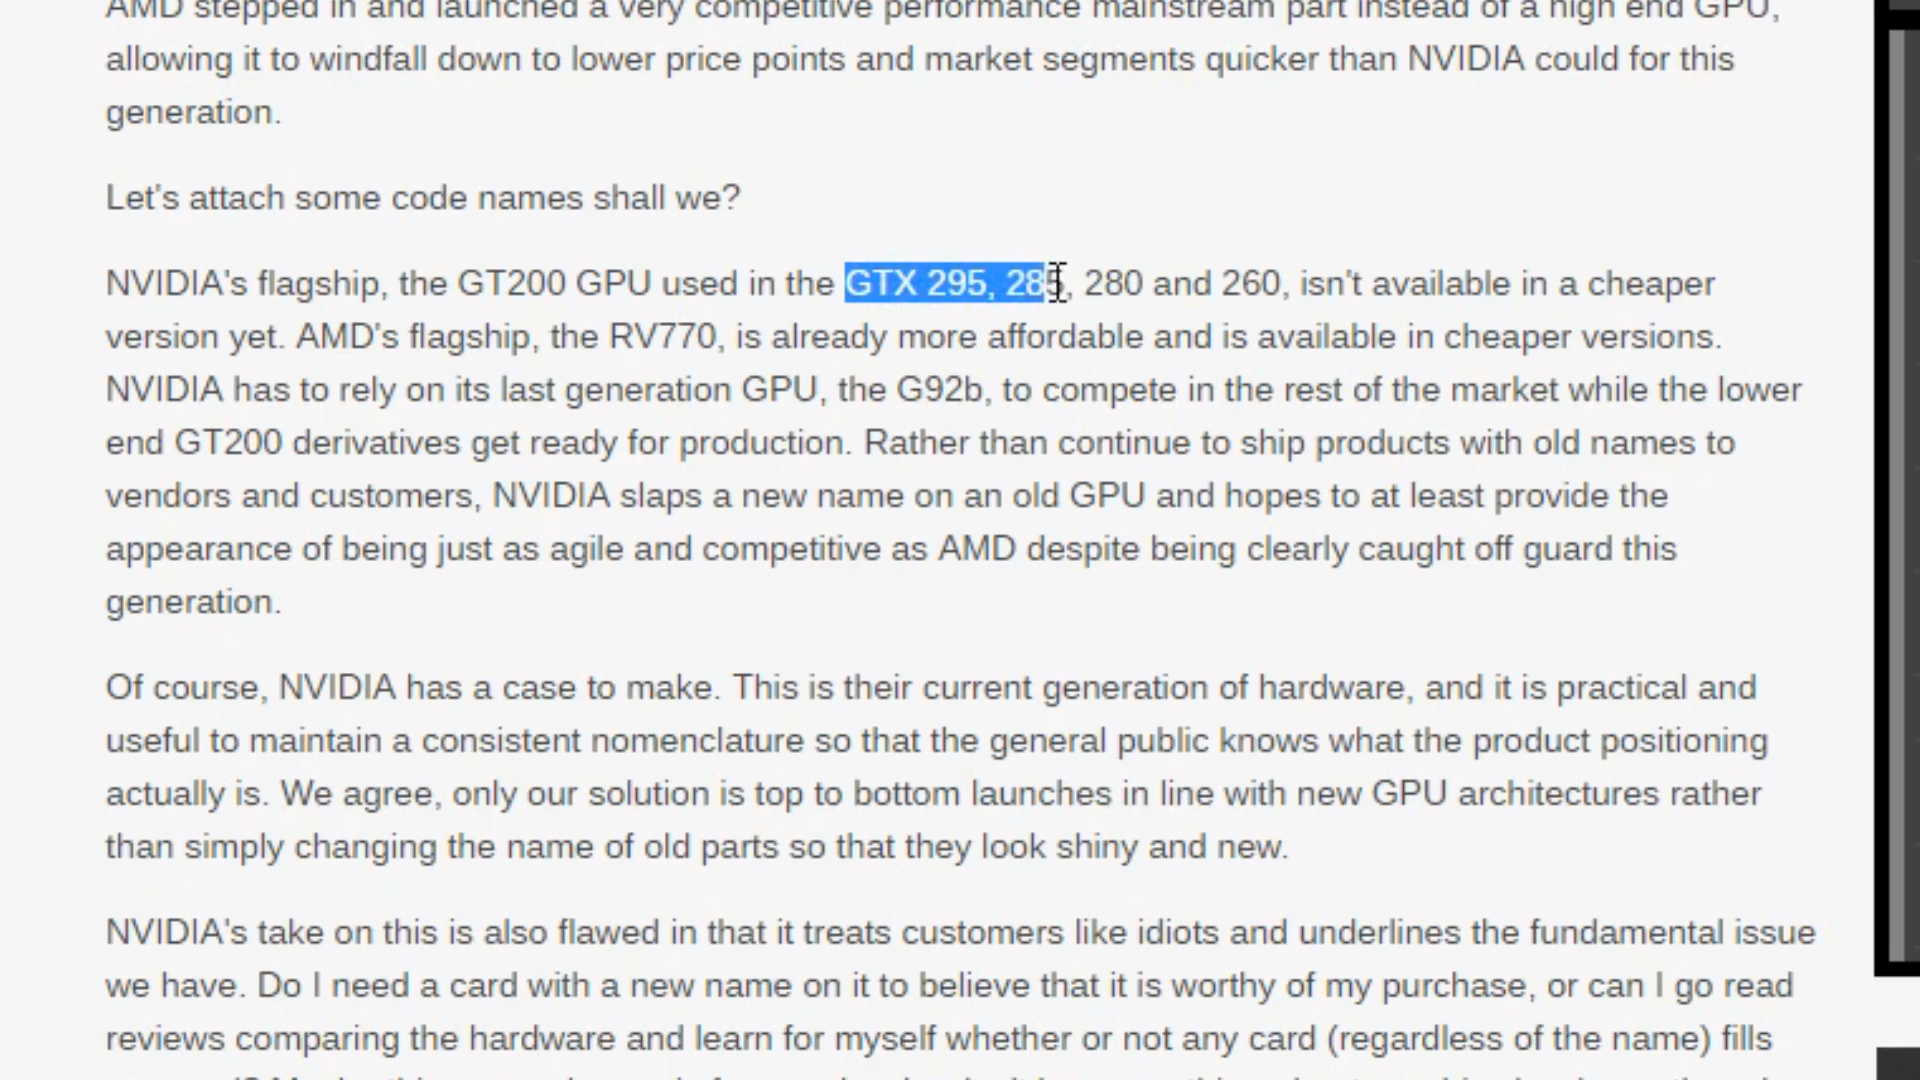 AMD stepped in and launched a very competitive performance mainstream part instead of a high end GPU,
allowing it to windfall down to lower price points and market segments quicker than NVIDIA could for this
generation.
Let's attach some code names shall we?
NVIDIA's flagship, the GT200 GPU used in the GTX 295, 285, 280 and 260, isn't available in a cheaper
version yet. AMD's flagship, the RV770, is already more affordable and is available in cheaper versions.
NVIDIA has to rely on its last generation GPU, the G92b, to compete in the rest of the market while the lower
end GT200 derivatives get ready for production. Rather than continue to ship products with old names to
vendors and customers, NVIDIA slaps a new name on an old GPU and hopes to at least provide the
appearance of being just as agile and competitive as AMD despite being clearly caught off guard this
generation.
Of course, NVIDIA has a case to make. This is their current generation of hardware, and it is practical and
useful to maintain a consistent nomenclature so that the general public knows what the product positioning
actually is. We agree, only our solution is top to bottom launches in line with new GPU architectures rather
than simply changing the name of old parts so that they look shiny and new.
NVIDIA's take on this is also flawed in that it treats customers like idiots and underlines the fundamental issue
we have. Do I need a card with a new name on it to believe that it is worthy of my purchase, or can I go read
reviews comparing the hardware and learn for myself whether or not any card (regardless of the name) fills